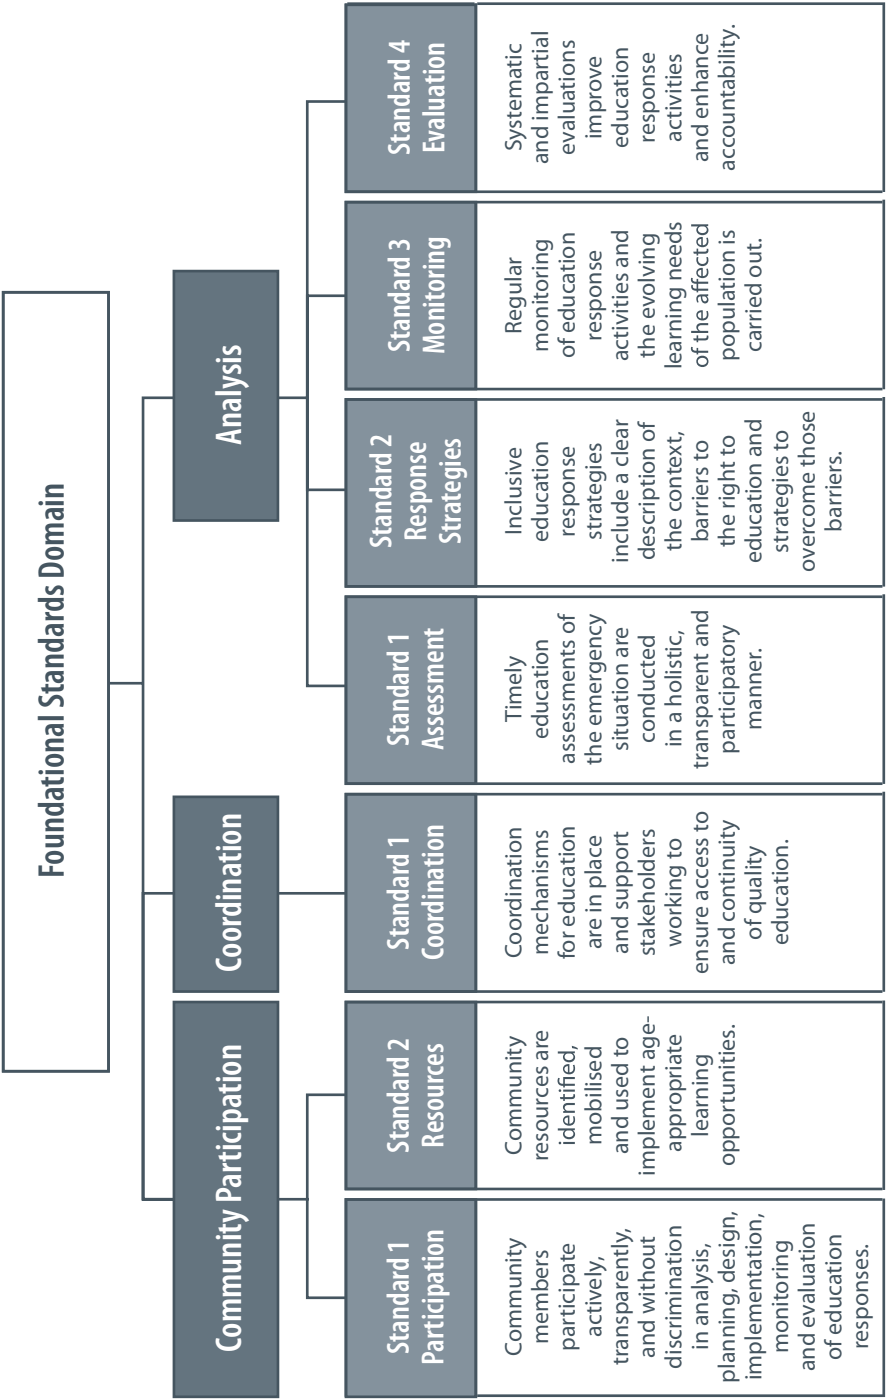 Foundational Standards Domain
Community Participation
Coordination
Analysis
Standard 1
Participation
Community
members
participate
actively,
transparently,
and without
discrimination
in analysis,
planning, design,
implementation,
monitoring
and evaluation
of education
responses.
Standard 2
Resources
Community
resources are
identified,
mobilised
and used to
implement age-
appropriate
learning
opportunities.
Standard 1
Coordination
Coordination
mechanisms
for education
are in place
and support
stakeholders
working to
ensure access to
and continuity
of quality
education.
Standard 1
Assessment
Timely
education
assessments of
the emergency
situation are
conducted
in a holistic,
transparent and
participatory
manner.
Standard 2
Response
Strategies
Inclusive
education
response
strategies
include a clear
description of
the context,
barriers to
the right to
education and
strategies to
overcome those
barriers.
Standard 3
Monitoring
Regular
monitoring
of education
response
activities and
the evolving
learning needs
of the affected
population is
carried out.
Standard 4
Evaluation
Systematic
and impartial
evaluations
improve
education
response
activities
and enhance
accountability.